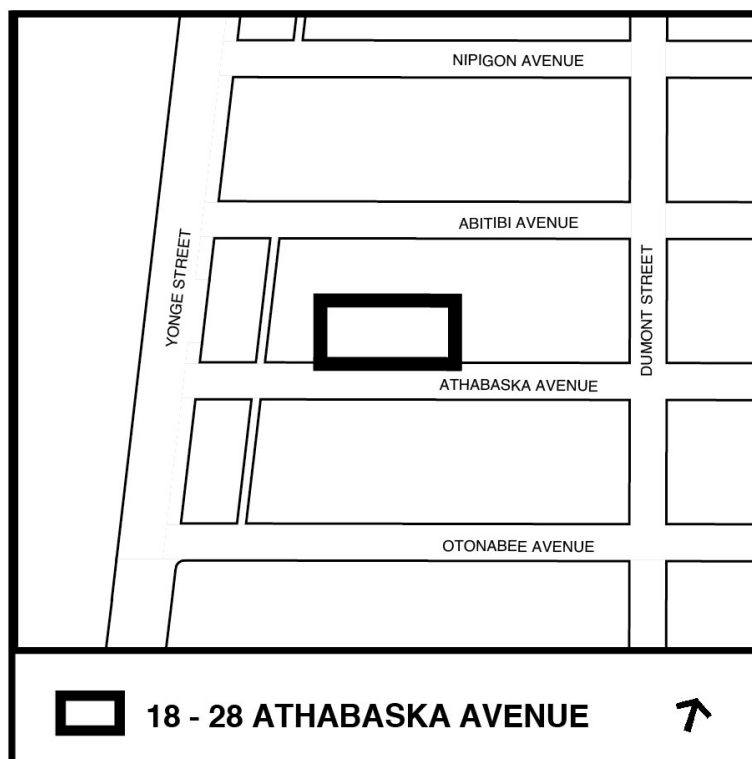 NIPIGON AVENUE
ABITIBI AVENUE
YONGE STREET
DUMONT STREET
ATHABASKA AVENUE
OTONABEE AVENUE
18 - 28 ATHABASKA AVENUE